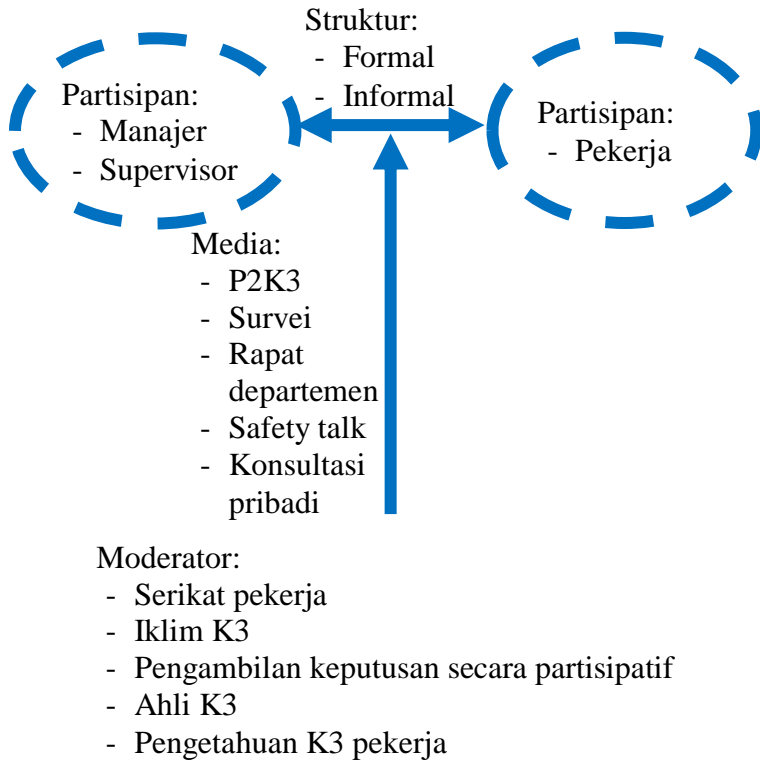 Struktur:
- Formal
- Informal
Partisipan:
- Manajer
- Supervisor
Partisipan:
- Pekerja
Media:
- P2K3
- Survei
- Rapat
departemen
- Safety talk
- Konsultasi
pribadi
Moderator:
- Serikat pekerja
- Iklim K3
- Pengambilan keputusan secara partisipatif
- Ahli K3
- Pengetahuan K3 pekerja